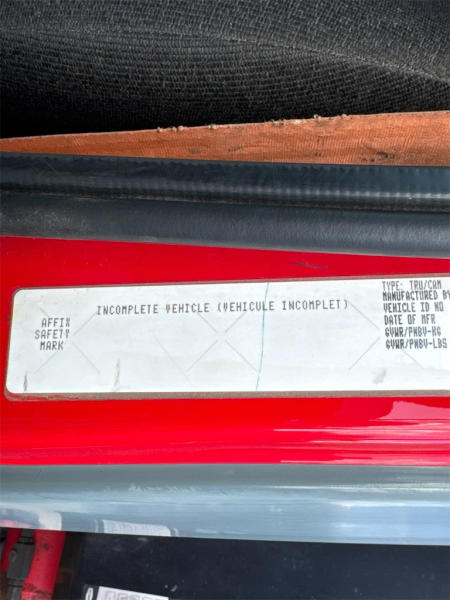 INCOMPLETE VEHICLE (VEHICULE INCOMPLET)
AFFIX
SAFETY
MARK
TYPE: TRU/CAM
MANUFACTURED BY
VEHICLE ID NO
DATE OF MFR
GVWR/PNBV-KG
GVWR/PNBV-LBS